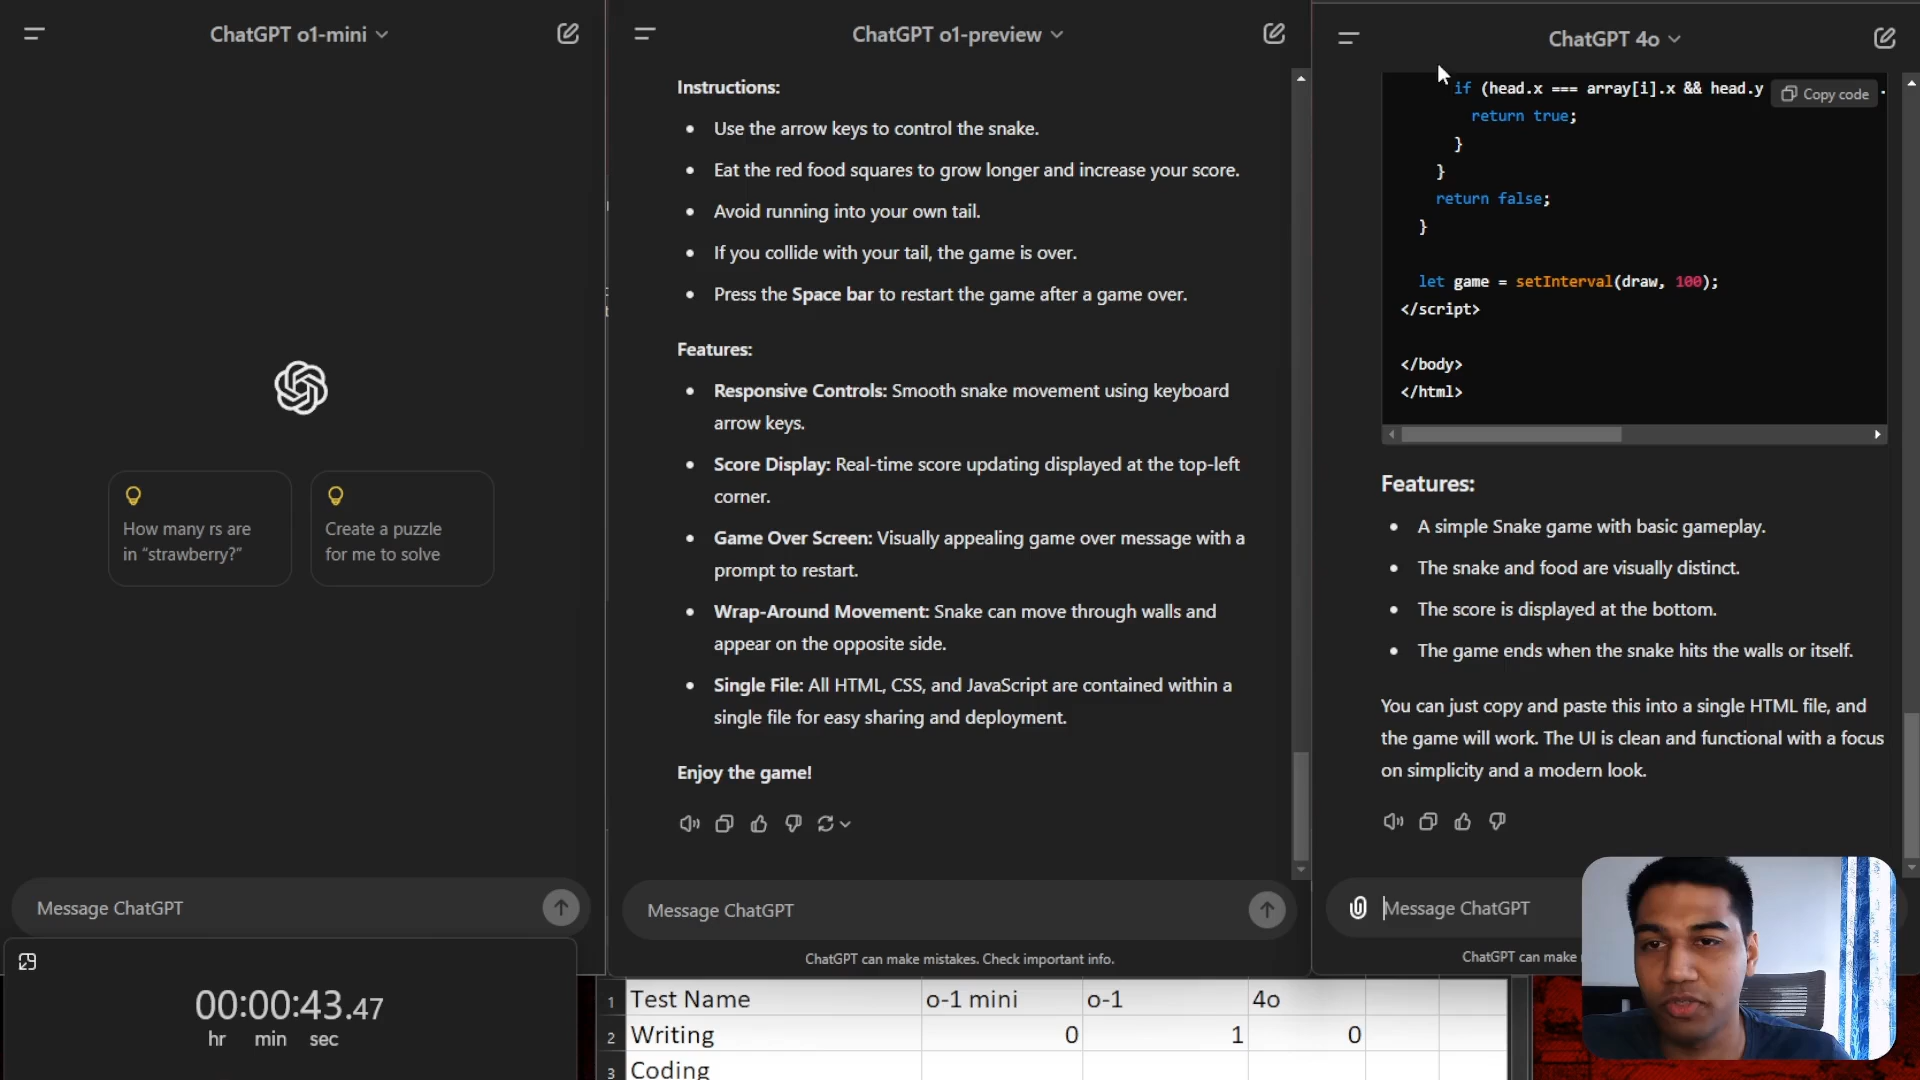 ChatGPT o1-mini
How many rs are
in “strawberry?”
Create a puzzle
for me to solve
Message ChatGPT
00:00:43.47
hr min sec
ChatGPT o1-preview
Instructions:
Use the arrow keys to control the snake.
Eat the red food squares to grow longer and increase your score.
Avoid running into your own tail.
If you collide with your tail, the game is over.
Press the Space bar to restart the game after a game over.
Features:
Responsive Controls: Smooth snake movement using keyboard
arrow keys.
Score Display: Real-time score updating displayed at the top-left
corner.
Game Over Screen: Visually appealing game over message with a
prompt to restart.
Wrap-Around Movement: Snake can move through walls and
appear on the opposite side.
Single File: All HTML, CSS, and JavaScript are contained within a
single file for easy sharing and deployment.
Enjoy the game!
Message ChatGPT
ChatGPT can make mistakes. Check important info.
ChatGPT 4o
if (head.x === array[i].x && head.y
Copy code
return true;
}
}
return false;
}
let game = setInterval(draw, 100);
</script>
</body>
</html>
Features:
A simple Snake game with basic gameplay.
The snake and food are visually distinct.
The score is displayed at the bottom.
The game ends when the snake hits the walls or itself.
You can just copy and paste this into a single HTML file, and
the game will work. The UI is clean and functional with a focus
on simplicity and a modern look.
Message ChatGPT
ChatGPT can make
1 Test Name o-1 mini o-1 4o
2 Writing 0 1 0
3 Coding